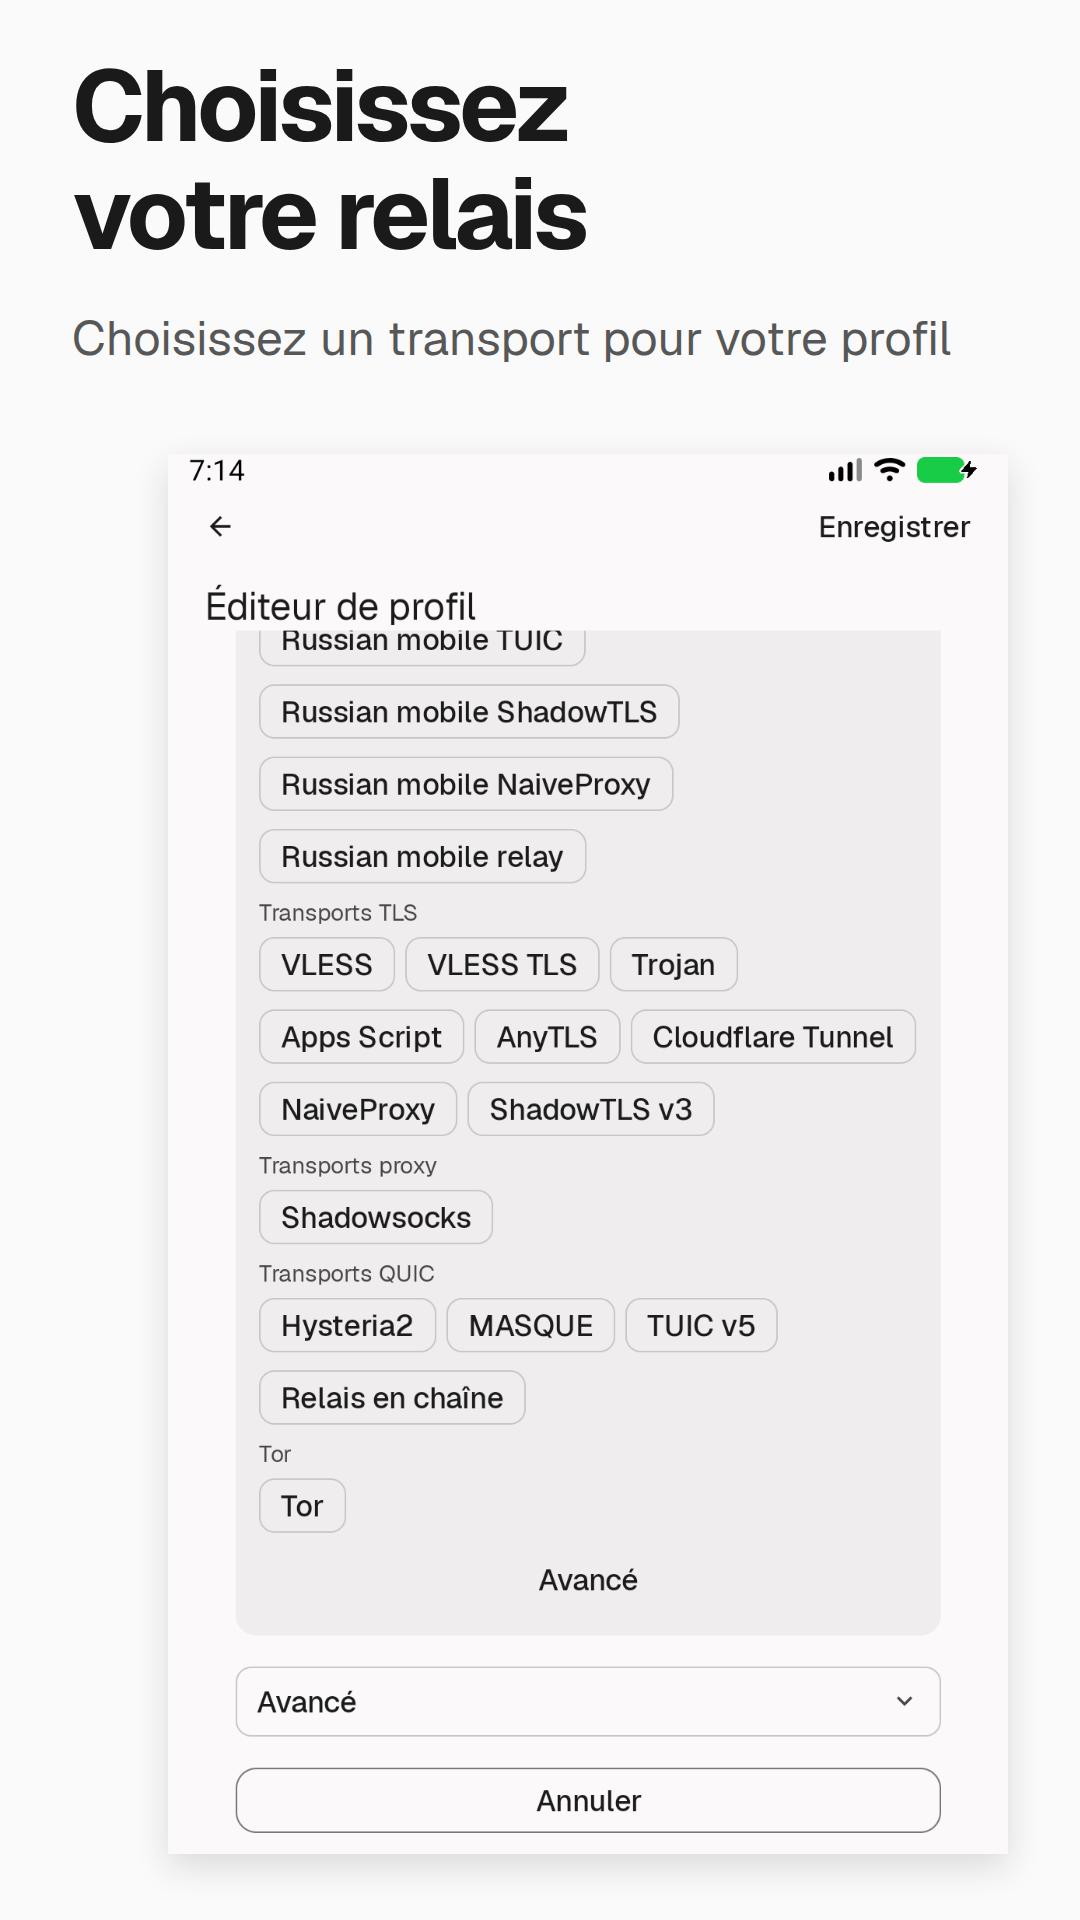 Choisissez
votre relais
Choisissez un transport pour votre profil
7:14
Enregistrer
Éditeur de profil
Russian mobile TUIC
Russian mobile ShadowTLS
Russian mobile NaiveProxy
Russian mobile relay
Transports TLS
VLESS VLESS TLS Trojan
Apps Script AnyTLS Cloudflare Tunnel
NaiveProxy ShadowTLS v3
Transports proxy
Shadowsocks
Transports QUIC
Hysteria2 MASQUE TUIC v5
Relais en chaîne
Tor
Tor
Avancé
Avancé
Annuler